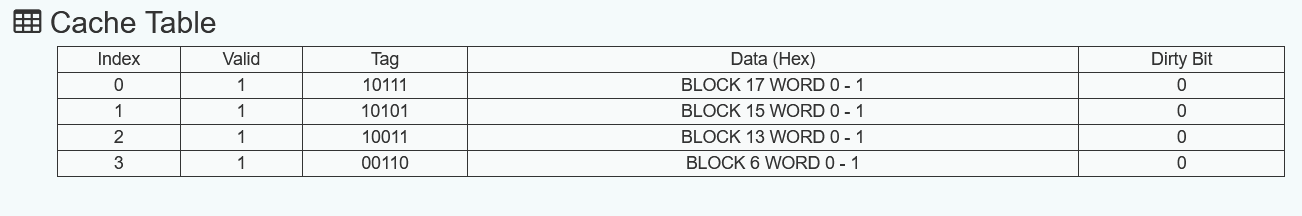 Cache Table
Index Valid Tag Data (Hex) Dirty Bit
0 1 10111 BLOCK 17 WORD 0 - 1 0
1 1 10101 BLOCK 15 WORD 0 - 1 0
2 1 10011 BLOCK 13 WORD 0 - 1 0
3 1 00110 BLOCK 6 WORD 0 - 1 0